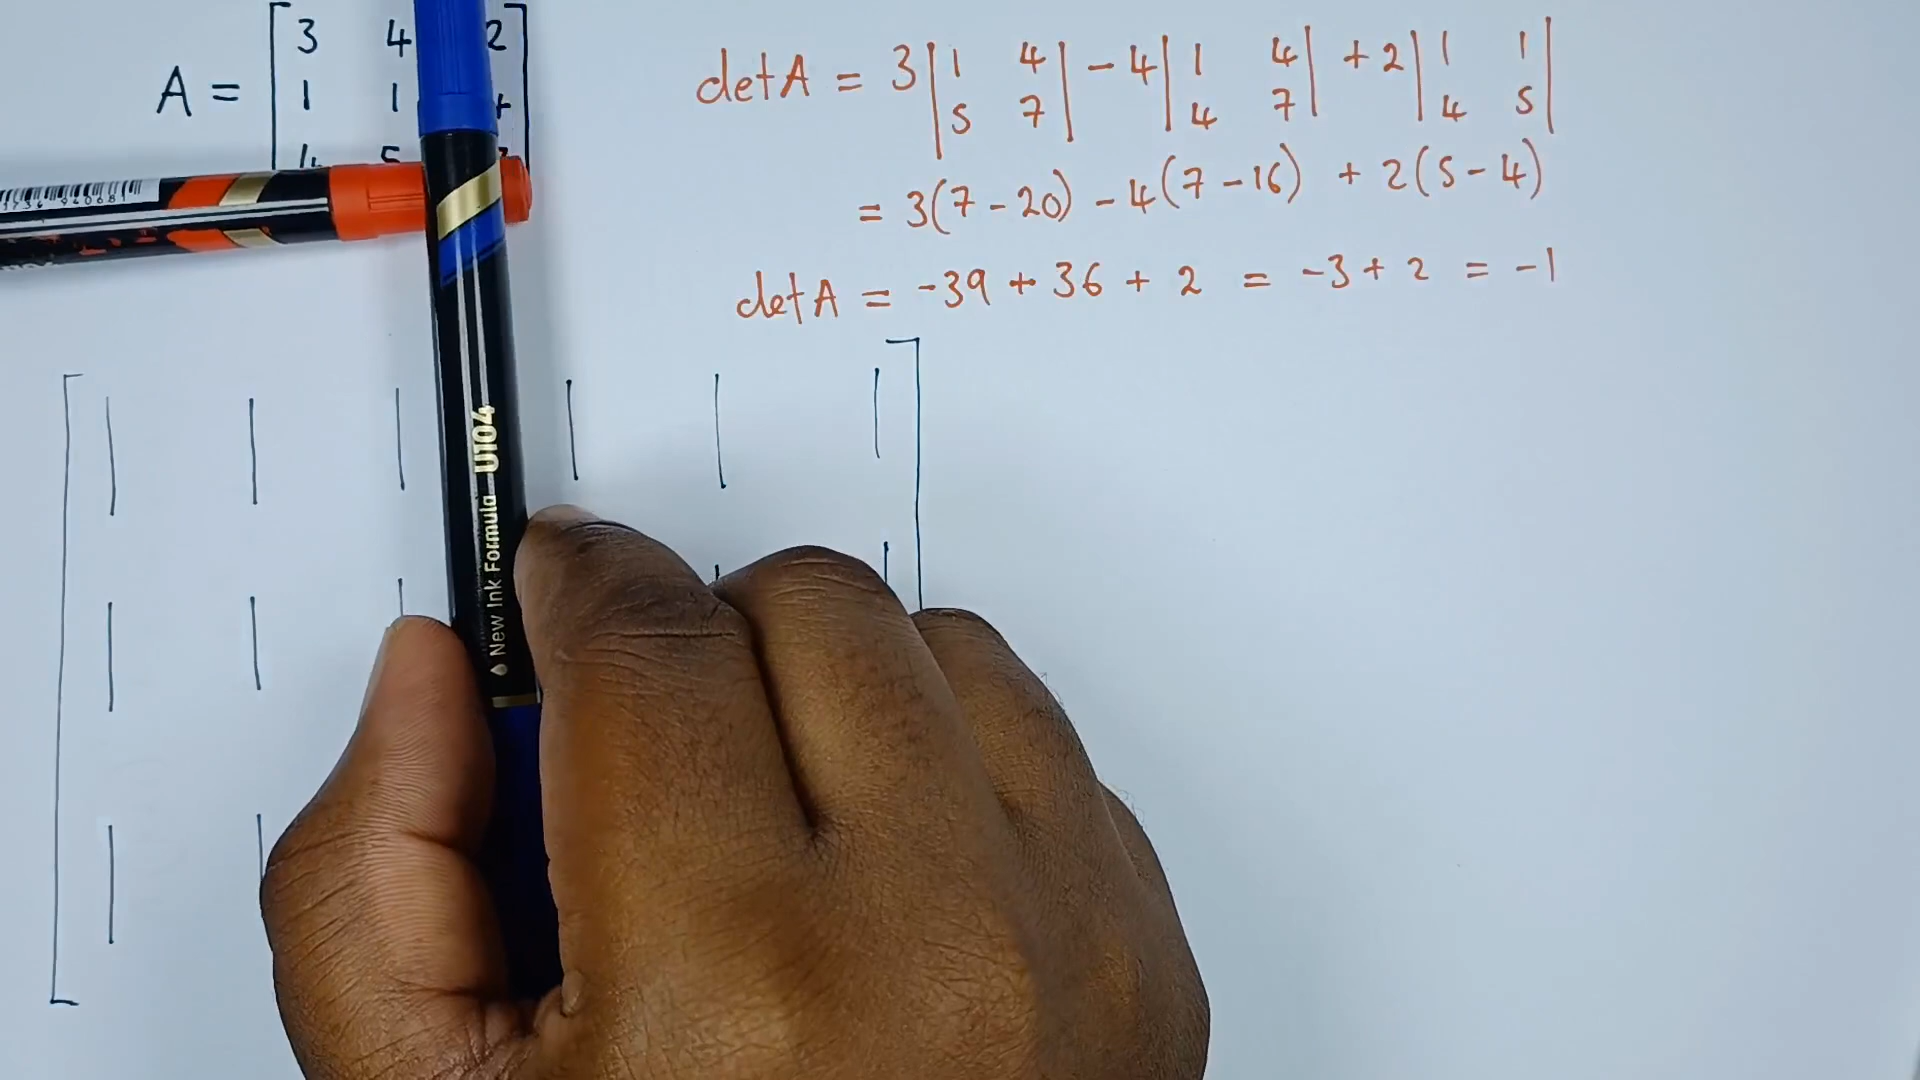 A = [3 4 2
1 1
5
detA = 3|1 4| - 4|1 4| + 2|1 1|
|5 7| |4 7| |4 5|
= 3(7 - 20) - 4(7 - 16) + 2(5 - 4)
detA = -39 + 36 + 2 = -3 + 2 = -1
New Ink Formula U104